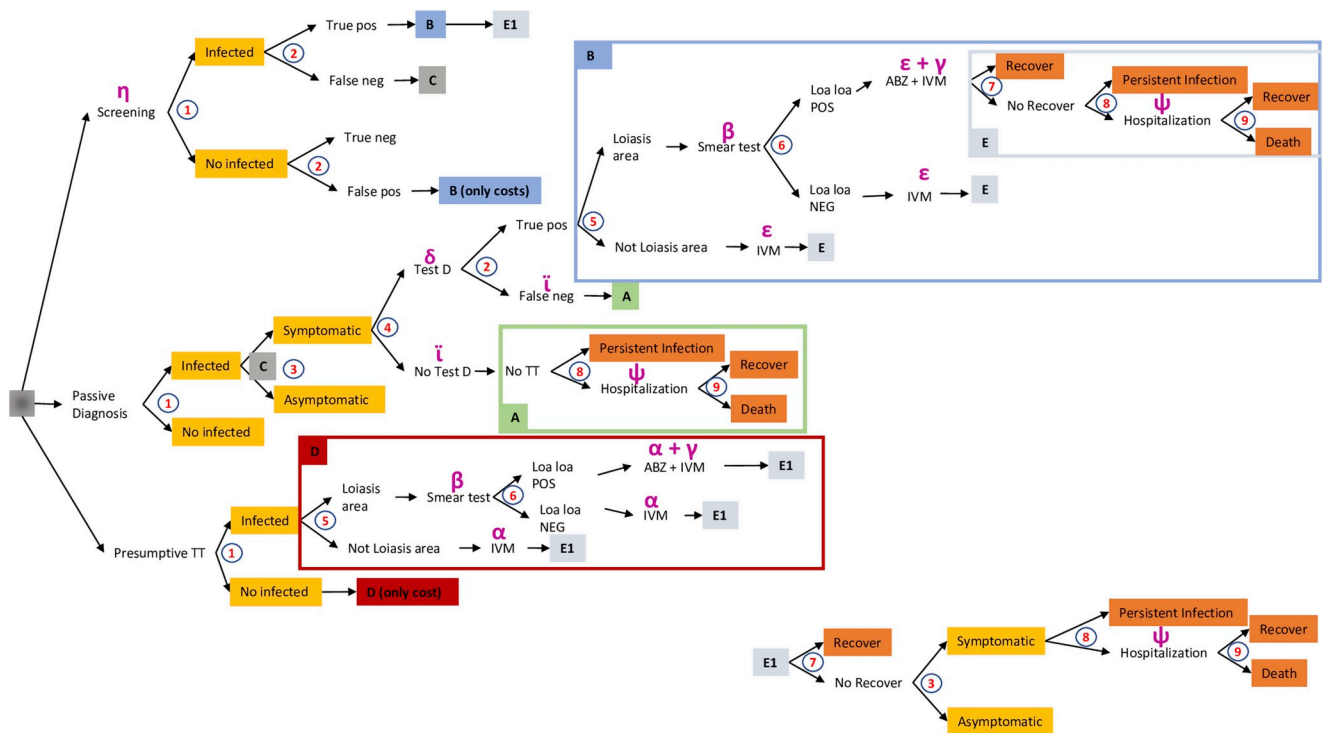 η
Screening
1
Infected
2
True pos
B
E1
False neg
C
No infected
2
True neg
False pos
B (only costs)
B
5
Loiasis
area
β
Smear test
6
Loa loa
POS
ε + γ
ABZ + IVM
E
7
Recover
No Recover
8
Persistent Infection
ψ
Hospitalization
9
Recover
Death
Loa loa
NEG
ε
IVM
E
Not Loiasis area
ε
IVM
E
Passive
Diagnosis
1
Infected
C
3
Symptomatic
4
δ
Test D
2
True pos
ϊ
False neg
A
ϊ
No Test D
No TT
8
Persistent Infection
ψ
Hospitalization
9
Recover
Death
A
Asymptomatic
No infected
Presumptive TT
1
Infected
D
5
Loiasis
area
β
Smear test
6
Loa loa
POS
α + γ
ABZ + IVM
E1
Loa loa
NEG
α
IVM
E1
Not Loiasis area
α
IVM
E1
No infected
D (only cost)
E1
7
Recover
No Recover
3
Symptomatic
8
Persistent Infection
ψ
Hospitalization
9
Recover
Death
Asymptomatic